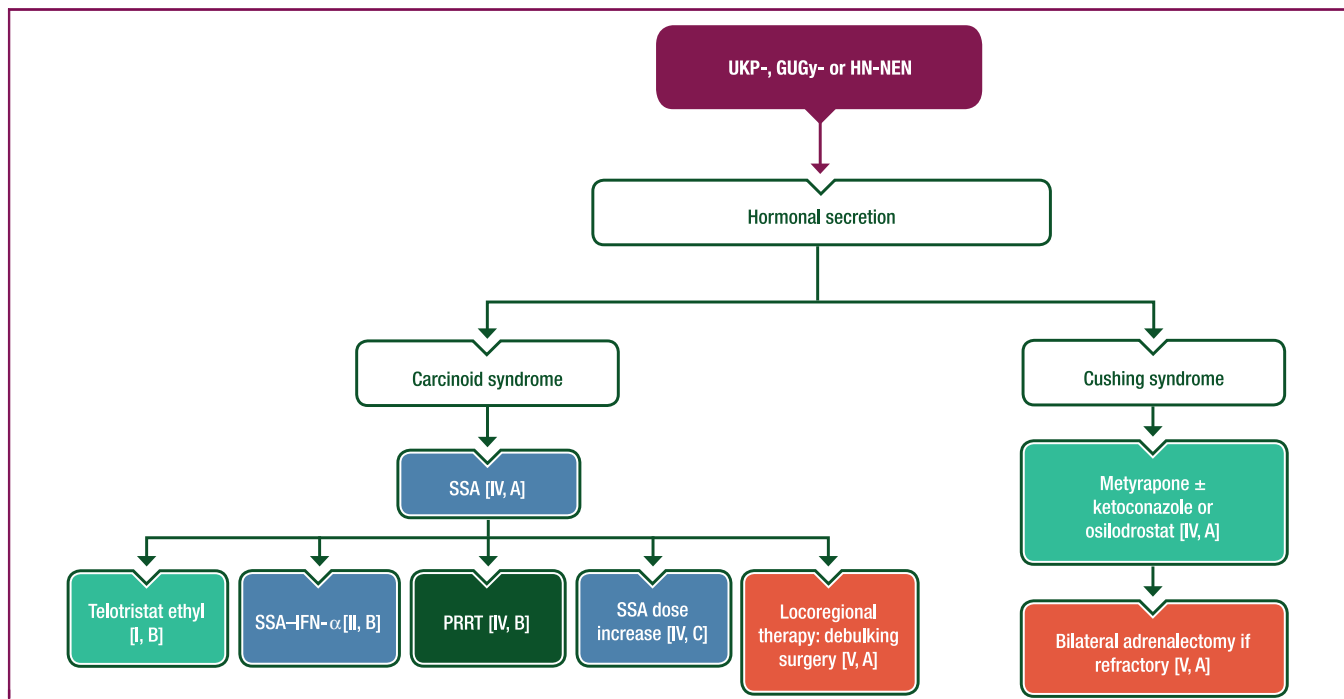 UKP-, GUGy- or HN-NEN
Hormonal secretion
Carcinoid syndrome
Cushing syndrome
SSA [IV, A]
Metyrapone ±
ketoconazole or
osilodrostat [IV, A]
Telotristat ethyl
[I, B]
SSA–IFN-α [II, B]
PRRT [IV, B]
SSA dose
increase [IV, C]
Locoregional
therapy: debulking
surgery [V, A]
Bilateral adrenalectomy if
refractory [V, A]